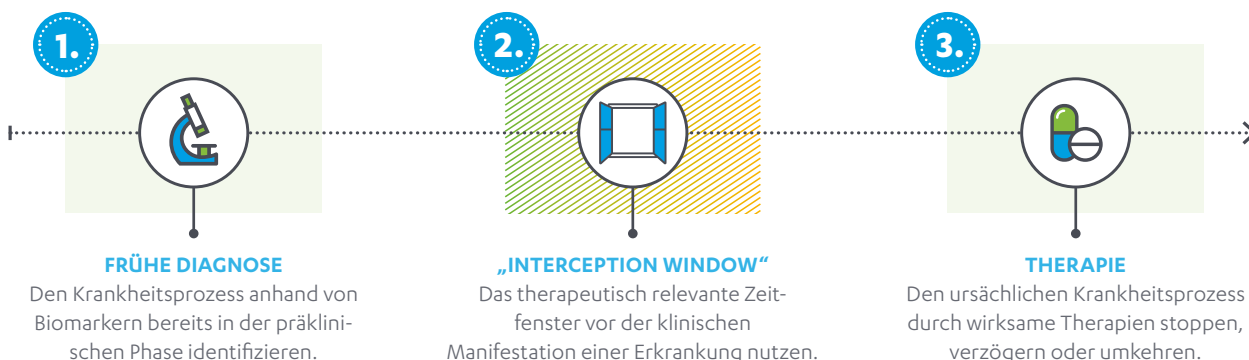 1.
FRÜHE DIAGNOSE
Den Krankheitsprozess anhand von
Biomarkern bereits in der präklini-
schen Phase identifizieren.
2.
„INTERCEPTION WINDOW“
Das therapeutisch relevante Zeit-
fenster vor der klinischen
Manifestation einer Erkrankung nutzen.
3.
THERAPIE
Den ursächlichen Krankheitsprozess
durch wirksame Therapien stoppen,
verzögern oder umkehren.